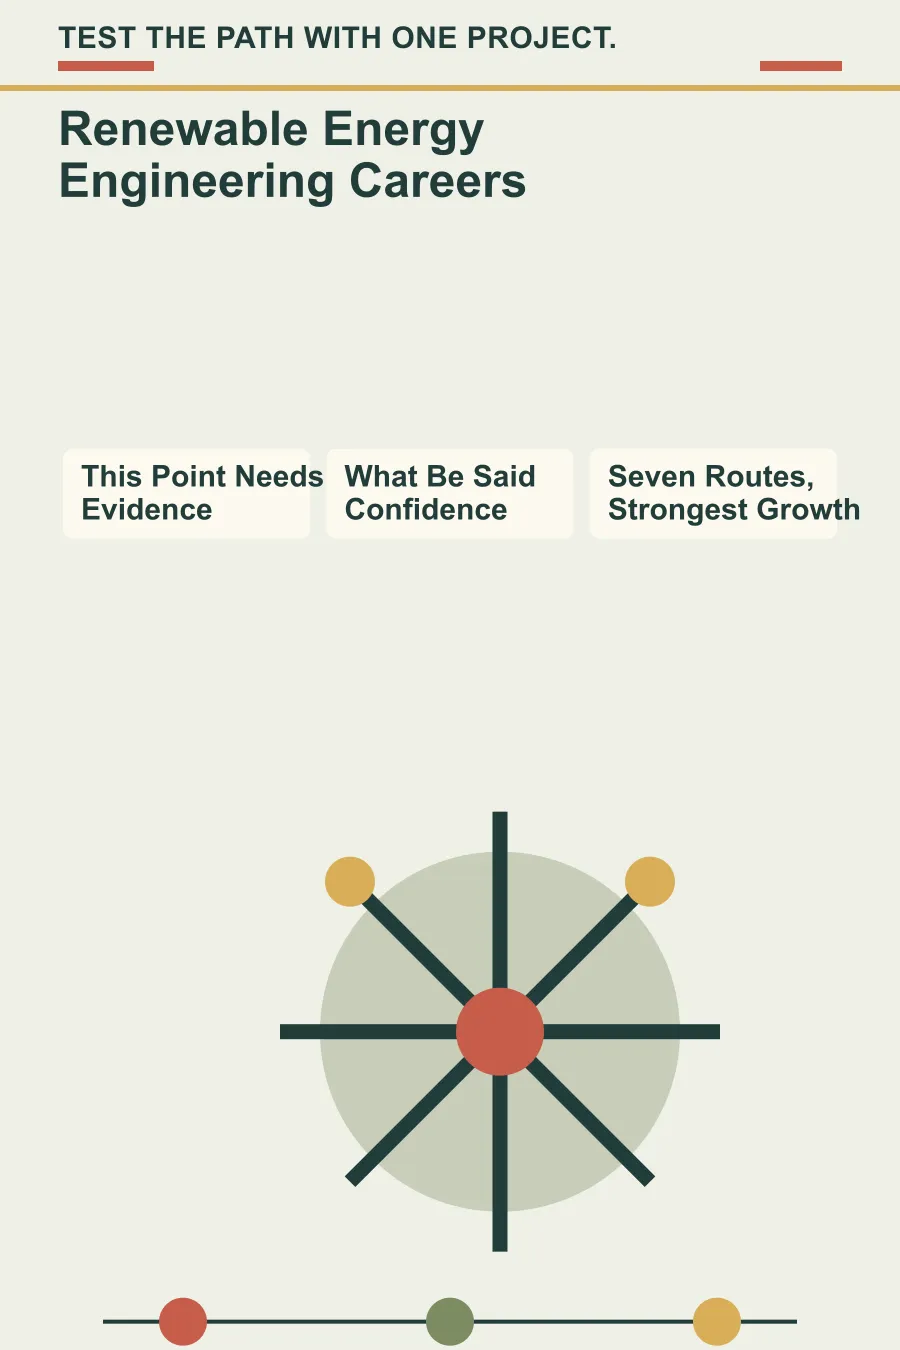 TEST THE PATH WITH ONE PROJECT.
Renewable Energy
Engineering Careers
This Point Needs
Evidence
What Be Said
Confidence
Seven Routes,
Strongest Growth